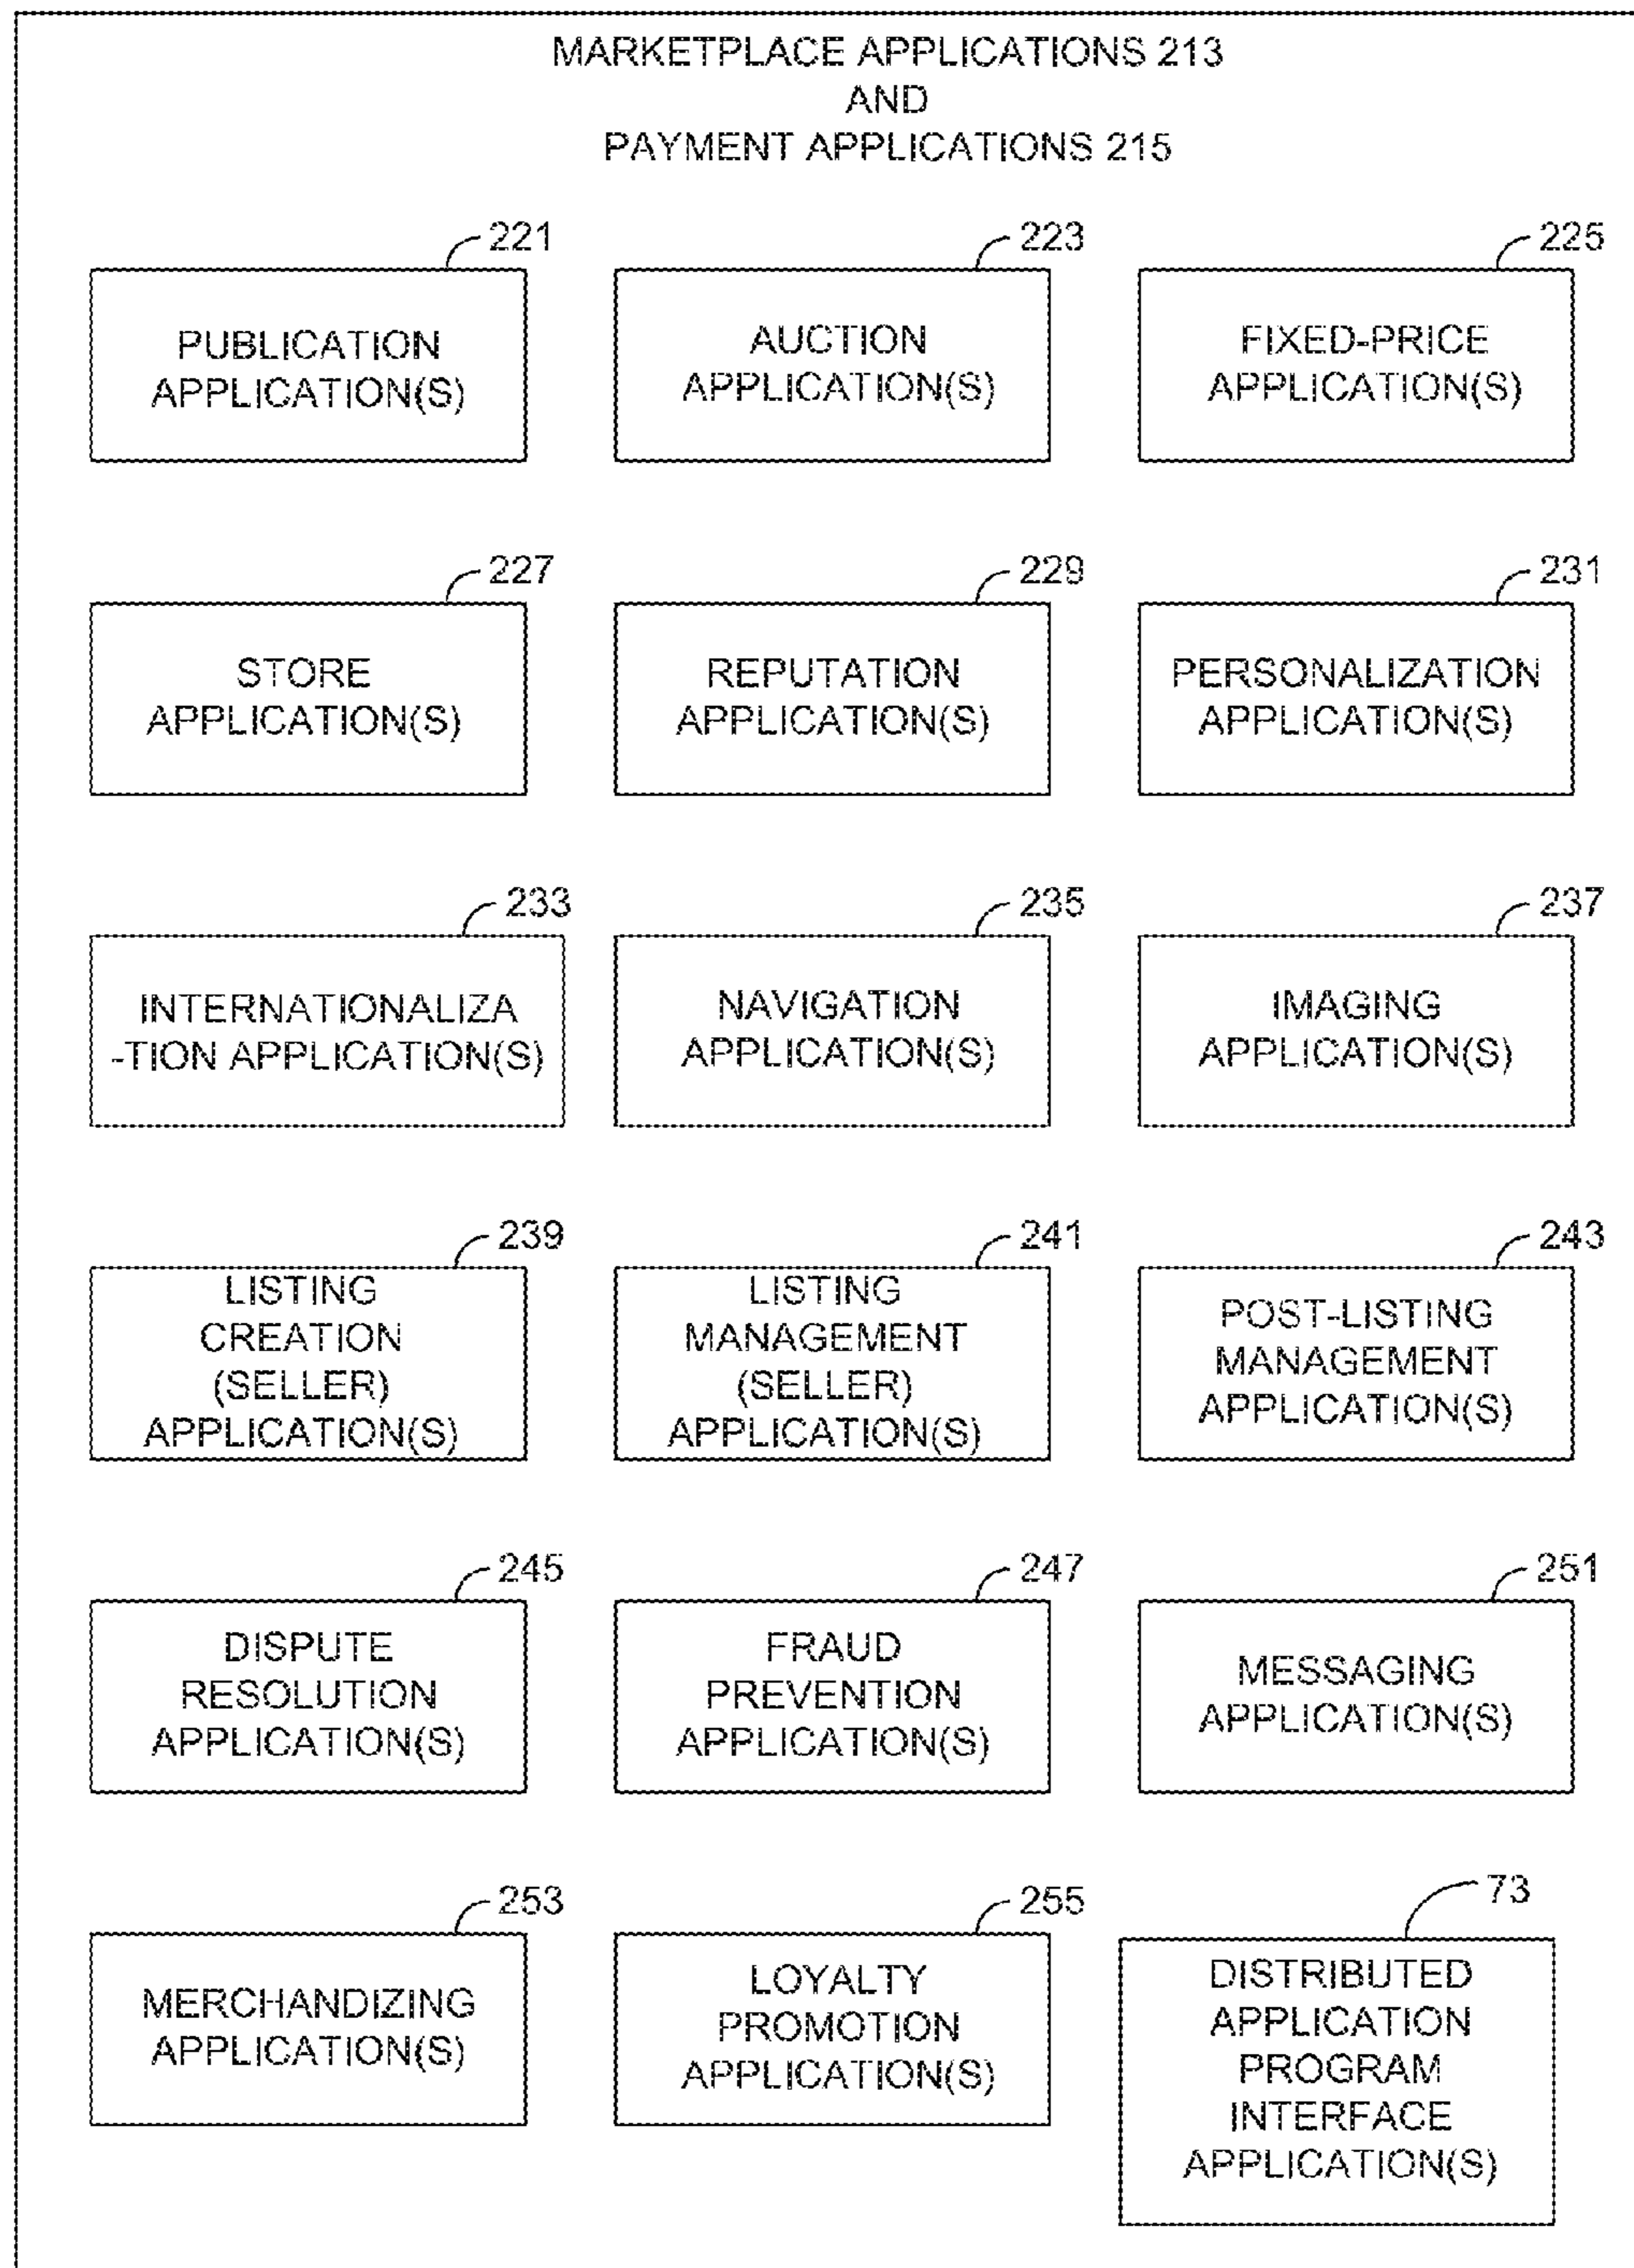 MARKETPLACE APPLICATIONS 213
AND
PAYMENT APPLICATIONS 215
221
PUBLICATION
APPLICATION(S)
223
AUCTION
APPLICATION(S)
225
FIXED-PRICE
APPLICATION(S)
227
STORE
APPLICATION(S)
229
REPUTATION
APPLICATION(S)
231
PERSONALIZATION
APPLICATION(S)
233
INTERNATIONALIZA
-TION APPLICATION(S)
235
NAVIGATION
APPLICATION(S)
237
IMAGING
APPLICATION(S)
239
LISTING
CREATION
(SELLER)
APPLICATION(S)
241
LISTING
MANAGEMENT
(SELLER)
APPLICATION(S)
243
POST-LISTING
MANAGEMENT
APPLICATION(S)
245
DISPUTE
RESOLUTION
APPLICATION(S)
247
FRAUD
PREVENTION
APPLICATION(S)
251
MESSAGING
APPLICATION(S)
253
MERCHANDIZING
APPLICATION(S)
255
LOYALTY
PROMOTION
APPLICATION(S)
73
DISTRIBUTED
APPLICATION
PROGRAM
INTERFACE
APPLICATION(S)